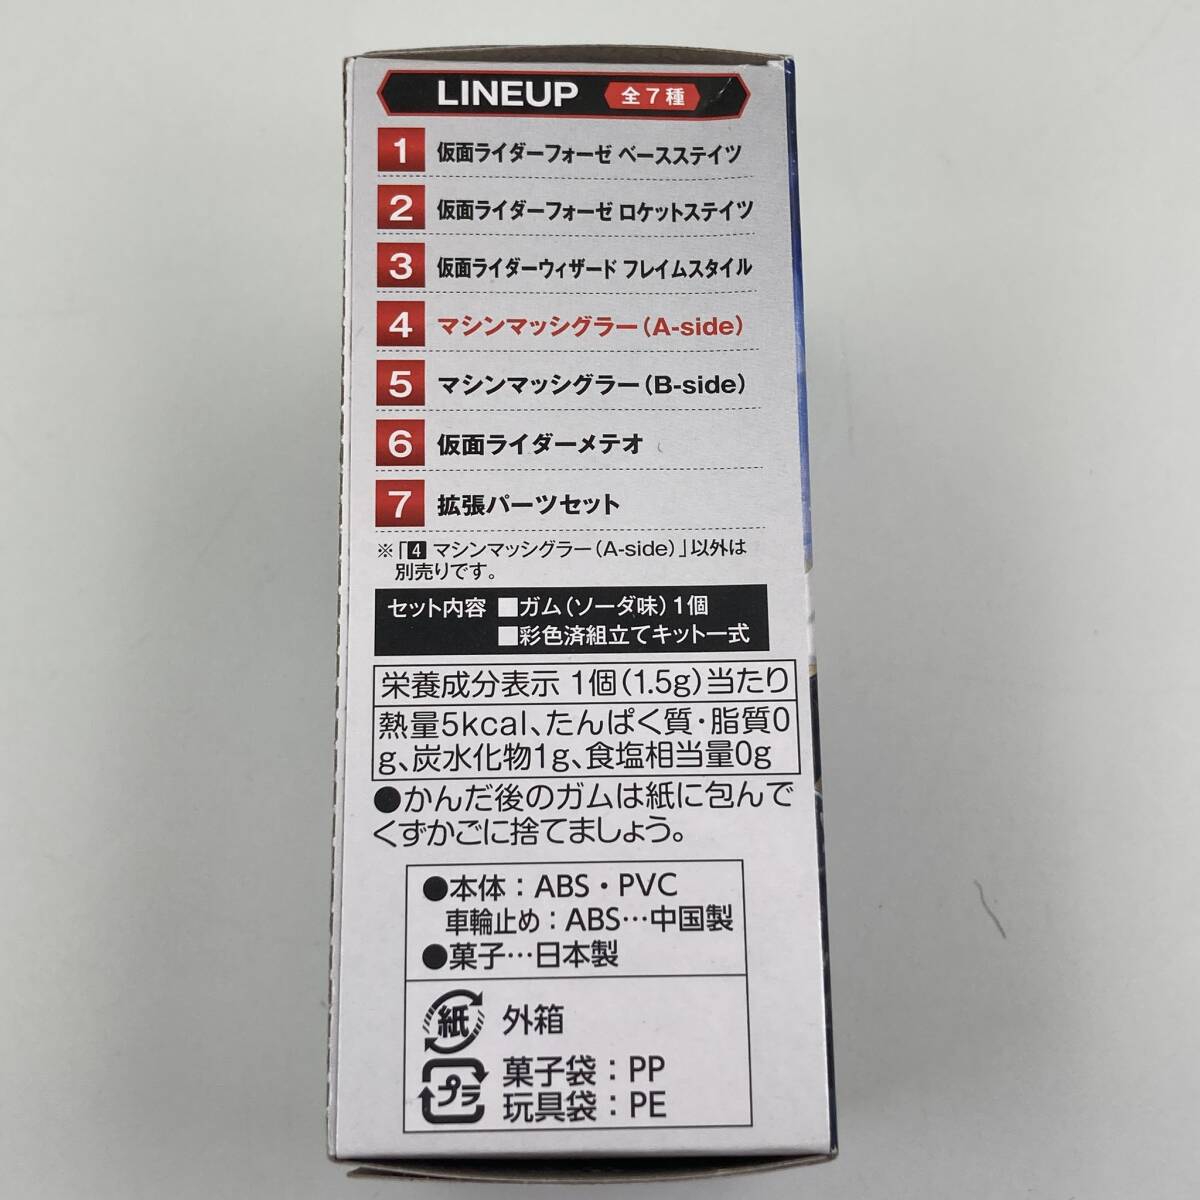 LINEUP 全7種
1 仮面ライダーフォーゼ ベースステイツ
2 仮面ライダーフォーゼ ロケットステイツ
3 仮面ライダーウィザード フレイムスタイル
4 マシンマッシグラー(A-side)
5 マシンマッシグラー(B-side)
6 仮面ライダーメテオ
7 拡張パーツセット
※「4 マシンマッシグラー(A-side)」以外は
別売りです。
セット内容 ■ガム(ソーダ味)1個
■彩色済組立てキット一式
栄養成分表示 1個(1.5g)当たり
熱量5kcal、たんぱく質・脂質0
g、炭水化物1g、食塩相当量0g
●かんだ後のガムは紙に包んで
くずかごに捨てましょう。
●本体:ABS・PVC
車輪止め:ABS…中国製
●菓子…日本製
紙 外箱
プラ 菓子袋:PP
玩具袋:PE